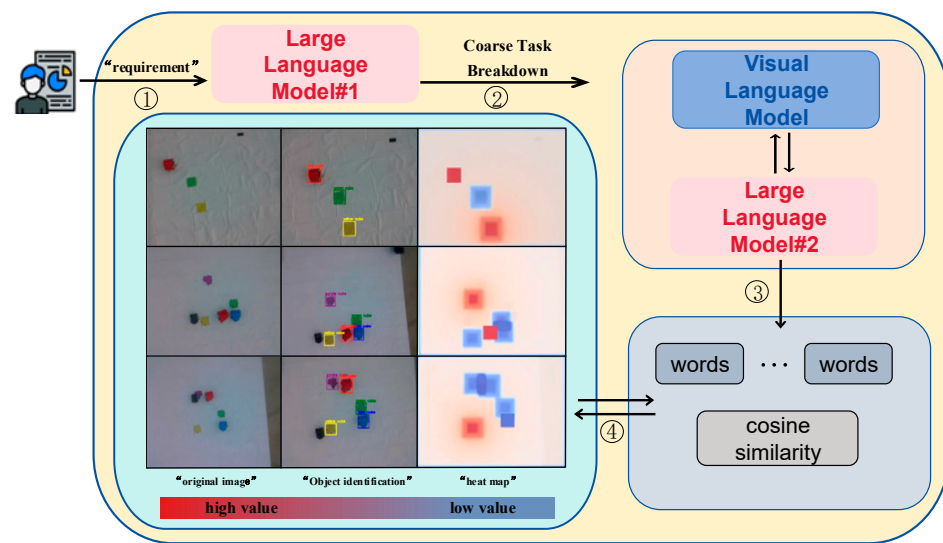 “requirement”
①
Large
Language
Model#1
Coarse Task
Breakdown
②
Visual
Language
Model
Large
Language
Model#2
③
words
...
words
cosine
similarity
④
“original image”
“Object identification”
“heat map”
high value
low value